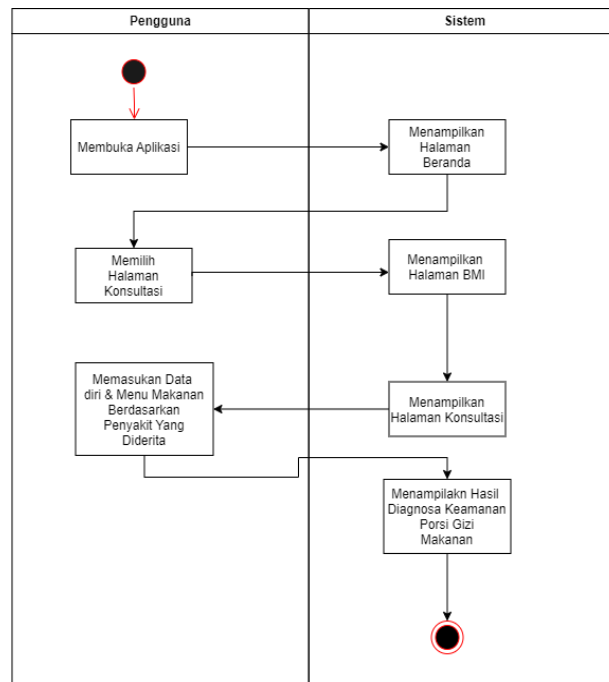 Pengguna
Sistem
Membuka Aplikasi
Menampilkan
Halaman
Beranda
Memilih
Halaman
Konsultasi
Menampilkan
Halaman BMI
Menampilkan
Halaman Konsultasi
Memasukan Data
diri & Menu Makanan
Berdasarkan
Penyakit Yang
Diderita
Menampilakn Hasil
Diagnosa Keamanan
Porsi Gizi
Makanan